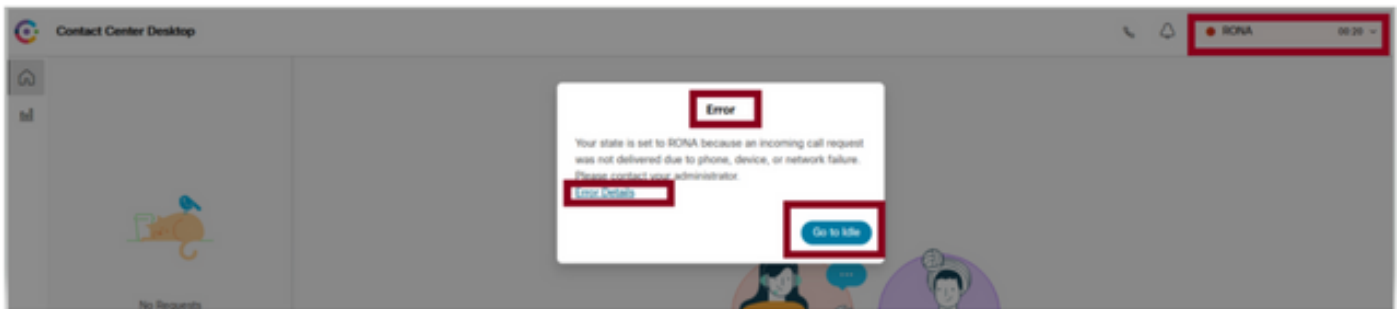 Contact Center Desktop
RONA 00:20
Error
Your state is set to RONA because an incoming call request
was not delivered due to phone, device, or network failure.
Please contact your administrator.
Error Details
Go to Idle
No Requests